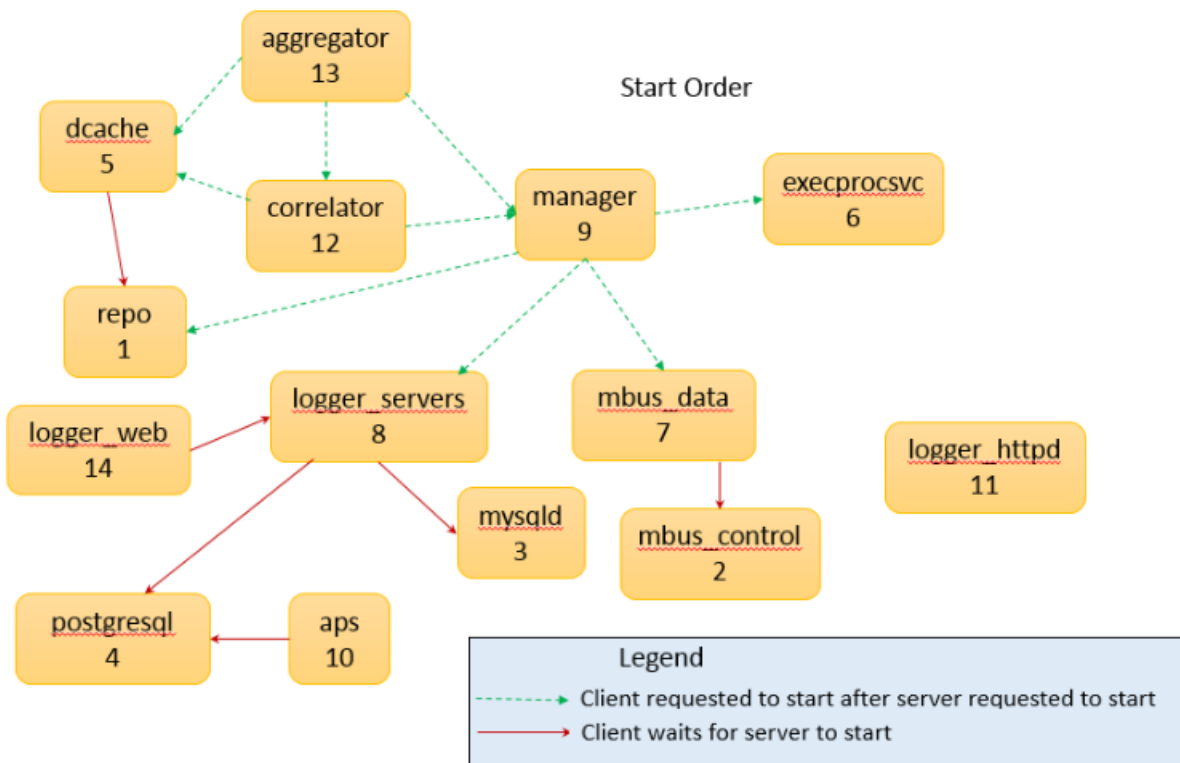 aggregator
13
Start Order
dcache
5
correlator
12
manager
9
execprocsvc
6
repo
1
logger_servers
8
mbus_data
7
logger_web
14
logger_httpd
11
mysqld
3
mbus_control
2
postgresql
4
aps
10
Legend
Client requested to start after server requested to start
Client waits for server to start